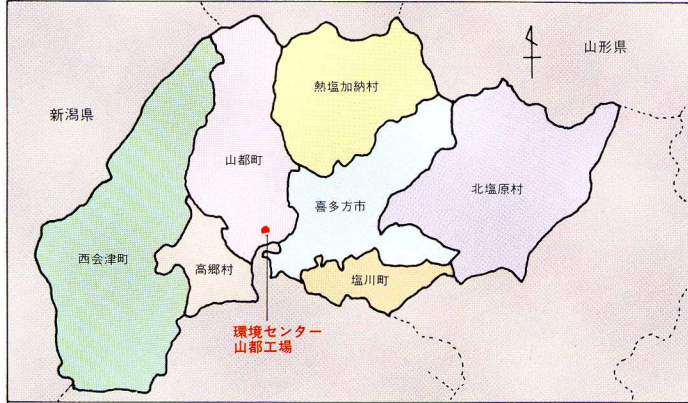 山形県
熱塩加納村
新潟県
山都町
北塩原村
喜多方市
西会津町
高郷村
塩川町
環境センター
山都工場